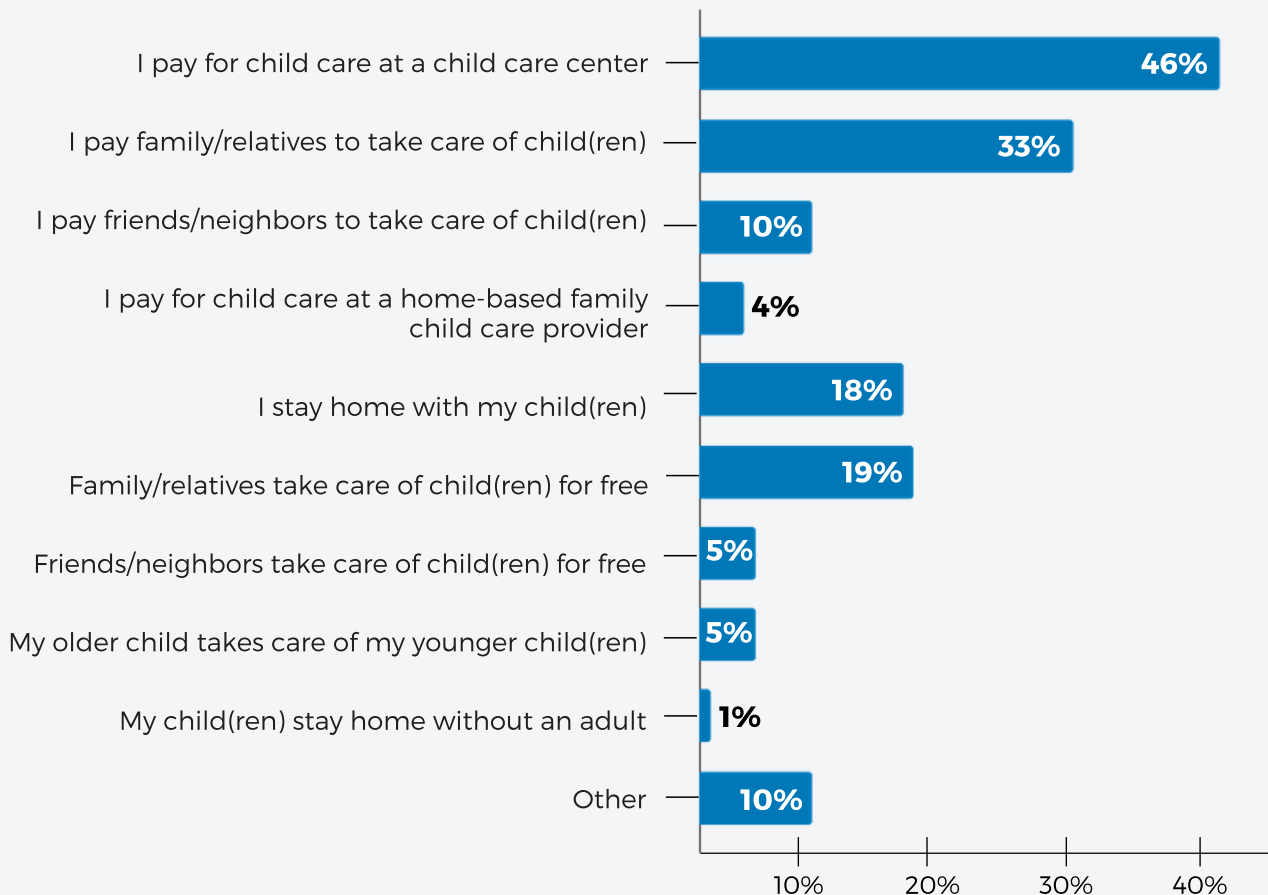 I pay for child care at a child care center
46%
I pay family/relatives to take care of child(ren)
33%
I pay friends/neighbors to take care of child(ren)
10%
I pay for child care at a home-based family
child care provider
4%
I stay home with my child(ren)
18%
Family/relatives take care of child(ren) for free
19%
Friends/neighbors take care of child(ren) for free
5%
My older child takes care of my younger child(ren)
5%
My child(ren) stay home without an adult
1%
Other
10%
10% 20% 30% 40%